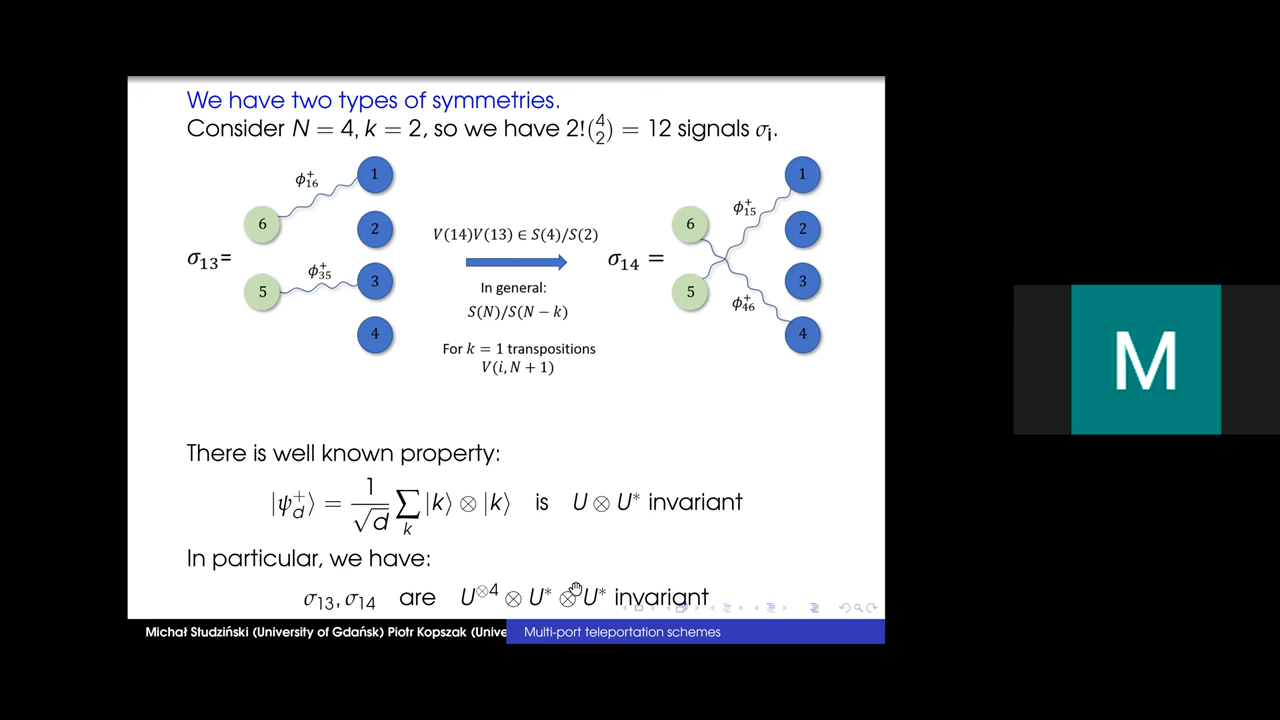 We have two types of symmetries.
Consider N = 4, k = 2, so we have 2!(4 2) = 12 signals σᵢ.
σ₁₃=
6
5
ϕ⁺₁₆
ϕ⁺₃₅
1
2
3
4
V(14)V(13) ∈ S(4)/S(2)
In general:
S(N)/S(N − k)
For k = 1 transpositions
V(i, N + 1)
σ₁₄ =
6
5
ϕ⁺₁₅
ϕ⁺₄₆
1
2
3
4
There is well known property:
|ψ⁺_d⟩ = 1/√d ∑_k |k⟩ ⊗ |k⟩ is U ⊗ U* invariant
In particular, we have:
σ₁₃, σ₁₄ are U^⊗4 ⊗ U* ⊗ U* invariant
Michał Studziński (University of Gdańsk) Piotr Kopszak (Unive
Multi-port teleportation schemes
M